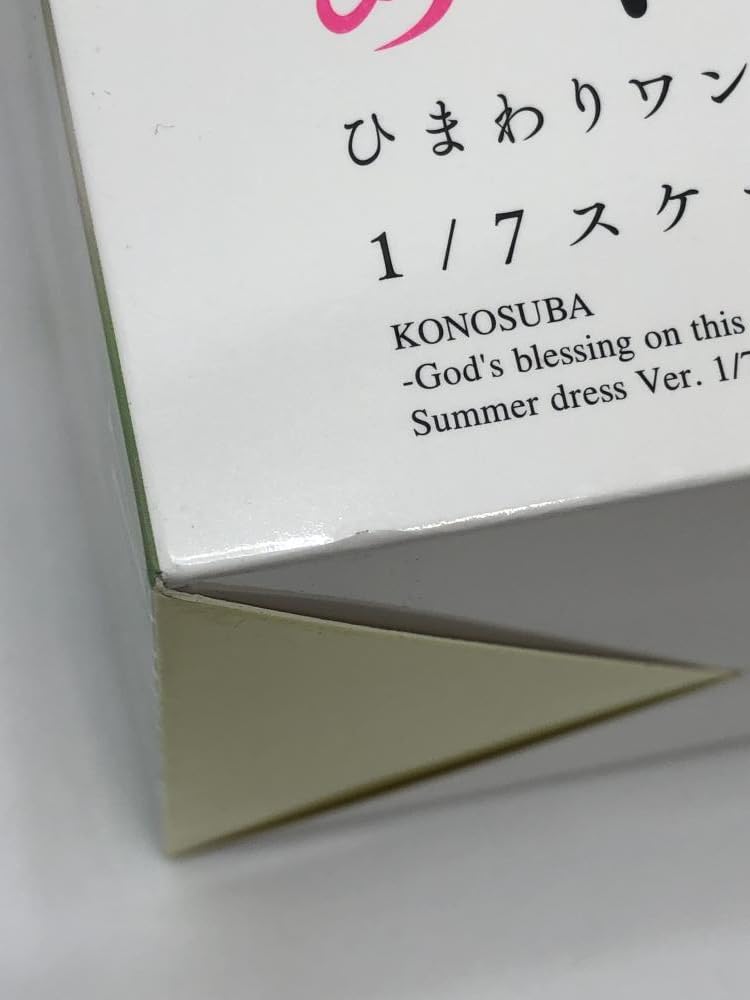 め
ひまわりワン
1/7スケ
KONOSUBA
-God's blessing on this
Summer dress Ver. 1/7